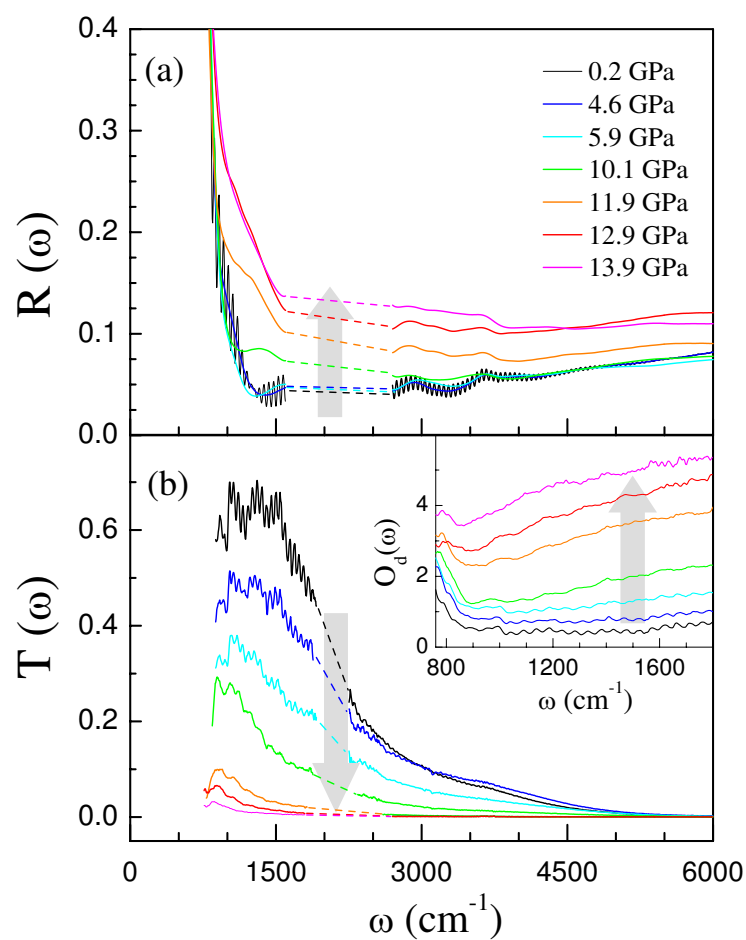 0.4
(a)
0.2 GPa
4.6 GPa
5.9 GPa
10.1 GPa
11.9 GPa
12.9 GPa
13.9 GPa
0.3
0.2
0.1
0.0
R (ω)
(b)
0.6
0.4
0.2
0.0
T (ω)
4
2
0
O_d(ω)
800 1200 1600
ω (cm⁻¹)
0 1500 3000 4500 6000
ω (cm⁻¹)